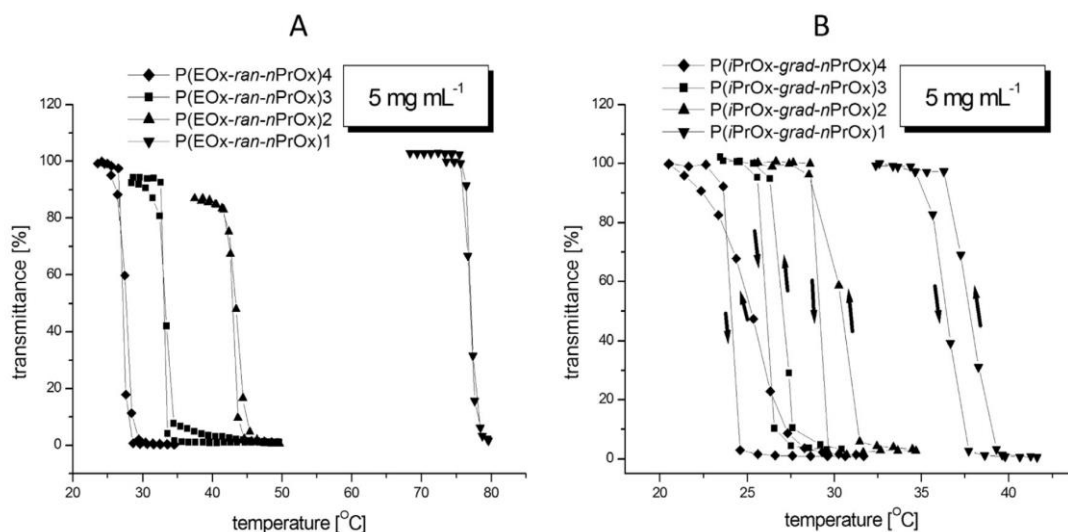 A
P(EOx-ran-nPrOx)4
P(EOx-ran-nPrOx)3
P(EOx-ran-nPrOx)2
P(EOx-ran-nPrOx)1
5 mg mL⁻¹
120
100
80
60
40
20
0
transmittance [%]
20 30 40 50 60 70 80
temperature [°C]
B
P(iPrOx-grad-nPrOx)4
P(iPrOx-grad-nPrOx)3
P(iPrOx-grad-nPrOx)2
P(iPrOx-grad-nPrOx)1
5 mg mL⁻¹
120
100
80
60
40
20
0
transmittance [%]
20 25 30 35 40
temperature [°C]